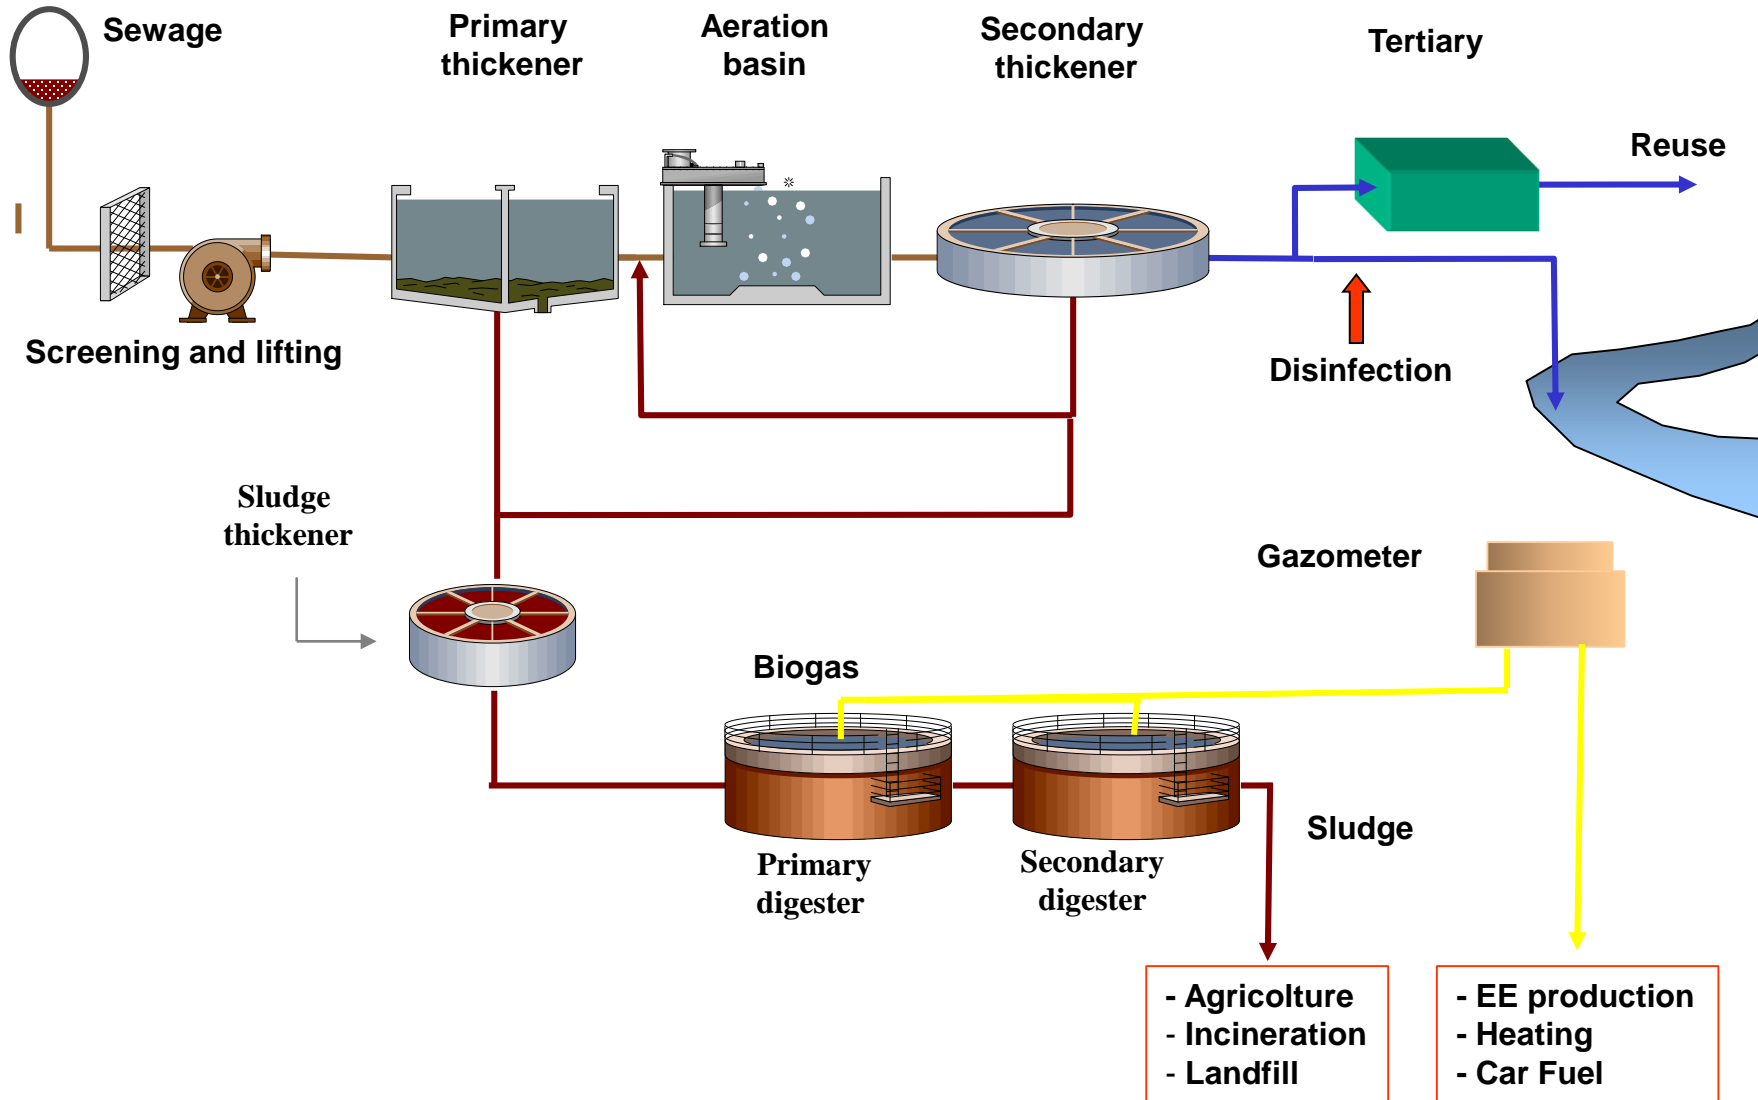 Sewage
Primary
thickener
Aeration
basin
Secondary
thickener
Tertiary
Reuse
Screening and lifting
Disinfection
Sludge
thickener
Gazometer
Biogas
Sludge
Primary
digester
Secondary
digester
- Agricolture
- Incineration
- Landfill
- EE production
- Heating
- Car Fuel